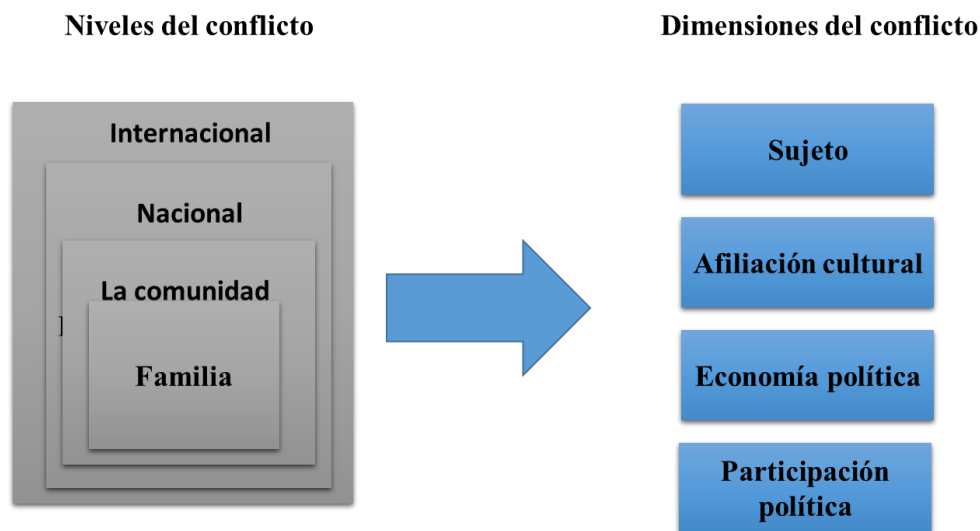 Niveles del conflicto
Dimensiones del conflicto
Internacional
Nacional
La comunidad
Familia
Sujeto
Afiliación cultural
Economía política
Participación
política